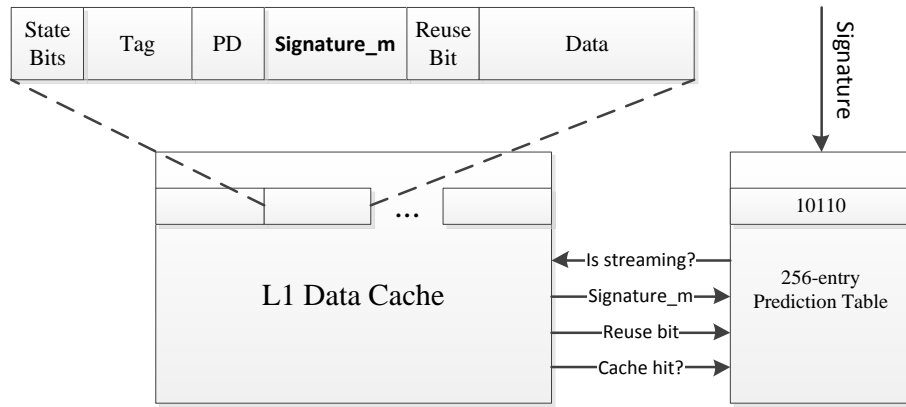 State
Bits
Tag
PD
Signature_m
Reuse
Bit
Data
Signature
...
10110
L1 Data Cache
Is streaming?
Signature_m
Reuse bit
Cache hit?
256-entry
Prediction Table